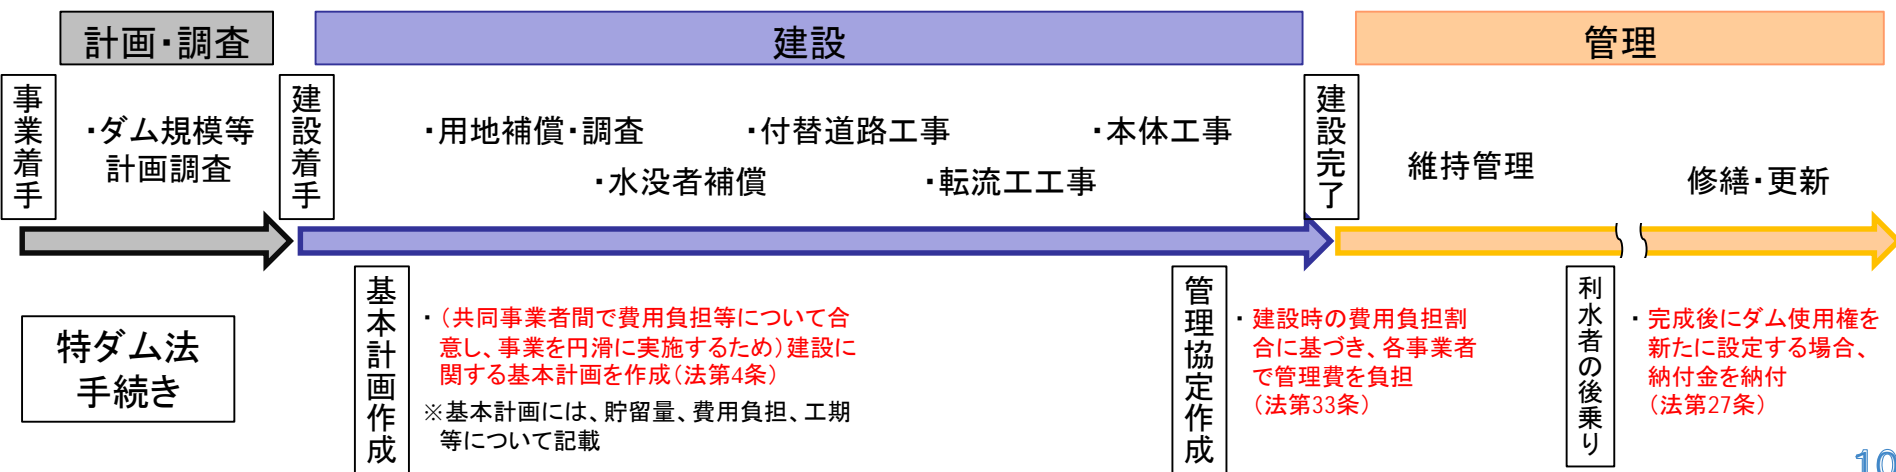 計画・調査
建設
管理
事業着手
・ダム規模等
計画調査
建設着手
・用地補償・調査
・付替道路工事
・本体工事
・水没者補償
・転流工工事
建設完了
維持管理
修繕・更新
特ダム法
手続き
基本計画作成
・（共同事業者間で費用負担等について合
意し、事業を円滑に実施するため）建設に
関する基本計画を作成（法第4条）
※基本計画には、貯留量、費用負担、工期
等について記載
管理協定作成
・建設時の費用負担割
合に基づき、各事業者
で管理費を負担
（法第33条）
利水者の後乗り
・完成後にダム使用権を
新たに設定する場合、
納付金を納付
（法第27条）
10